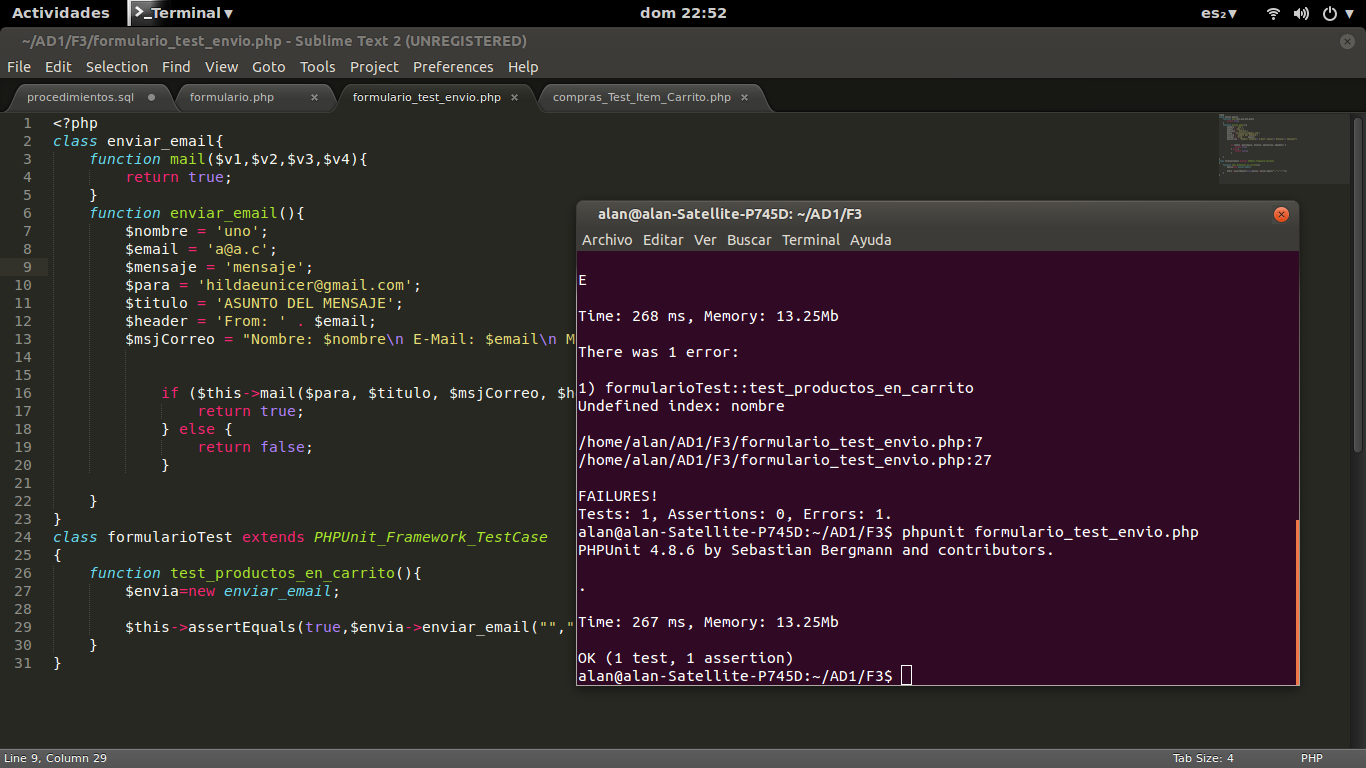 Actividades Terminal dom 22:52 es₂
~/AD1/F3/formulario_test_envio.php - Sublime Text 2 (UNREGISTERED)
File Edit Selection Find View Goto Tools Project Preferences Help
procedimientos.sql formulario.php formulario_test_envio.php compras_Test_Item_Carrito.php
1 <?php
2 class enviar_email{
3 function mail($v1,$v2,$v3,$v4){
4 return true;
5 }
6 function enviar_email(){
7 $nombre = 'uno';
8 $email = 'a@a.c';
9 $mensaje = 'mensaje';
10 $para = 'hildaeunicer@gmail.com';
11 $titulo = 'ASUNTO DEL MENSAJE';
12 $header = 'From: ' . $email;
13 $msjCorreo = "Nombre: $nombre\n E-Mail: $email\n M
14
15
16 if ($this->mail($para, $titulo, $msjCorreo, $h
17 return true;
18 } else {
19 return false;
20 }
21
22 }
23 }
24 class formularioTest extends PHPUnit_Framework_TestCase
25 {
26 function test_productos_en_carrito(){
27 $envia=new enviar_email;
28
29 $this->assertEquals(true,$envia->enviar_email("","
30 }
31 }
alan@alan-Satellite-P745D: ~/AD1/F3
Archivo Editar Ver Buscar Terminal Ayuda
E
Time: 268 ms, Memory: 13.25Mb
There was 1 error:
1) formularioTest::test_productos_en_carrito
Undefined index: nombre
/home/alan/AD1/F3/formulario_test_envio.php:7
/home/alan/AD1/F3/formulario_test_envio.php:27
FAILURES!
Tests: 1, Assertions: 0, Errors: 1.
alan@alan-Satellite-P745D:~/AD1/F3$ phpunit formulario_test_envio.php
PHPUnit 4.8.6 by Sebastian Bergmann and contributors.
.
Time: 267 ms, Memory: 13.25Mb
OK (1 test, 1 assertion)
alan@alan-Satellite-P745D:~/AD1/F3$
Line 9, Column 29 Tab Size: 4 PHP